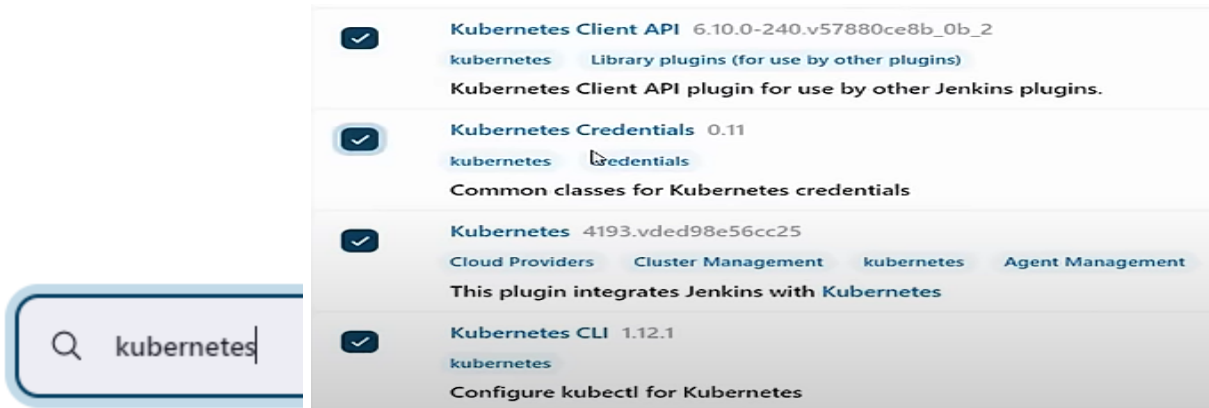 kubernetes
Kubernetes Client API 6.10.0-240.v57880ce8b_0b_2
kubernetes Library plugins (for use by other plugins)
Kubernetes Client API plugin for use by other Jenkins plugins.
Kubernetes Credentials 0.11
kubernetes credentials
Common classes for Kubernetes credentials
Kubernetes 4193.vded98e56cc25
Cloud Providers Cluster Management kubernetes Agent Management
This plugin integrates Jenkins with Kubernetes
Kubernetes CLI 1.12.1
kubernetes
Configure kubectl for Kubernetes